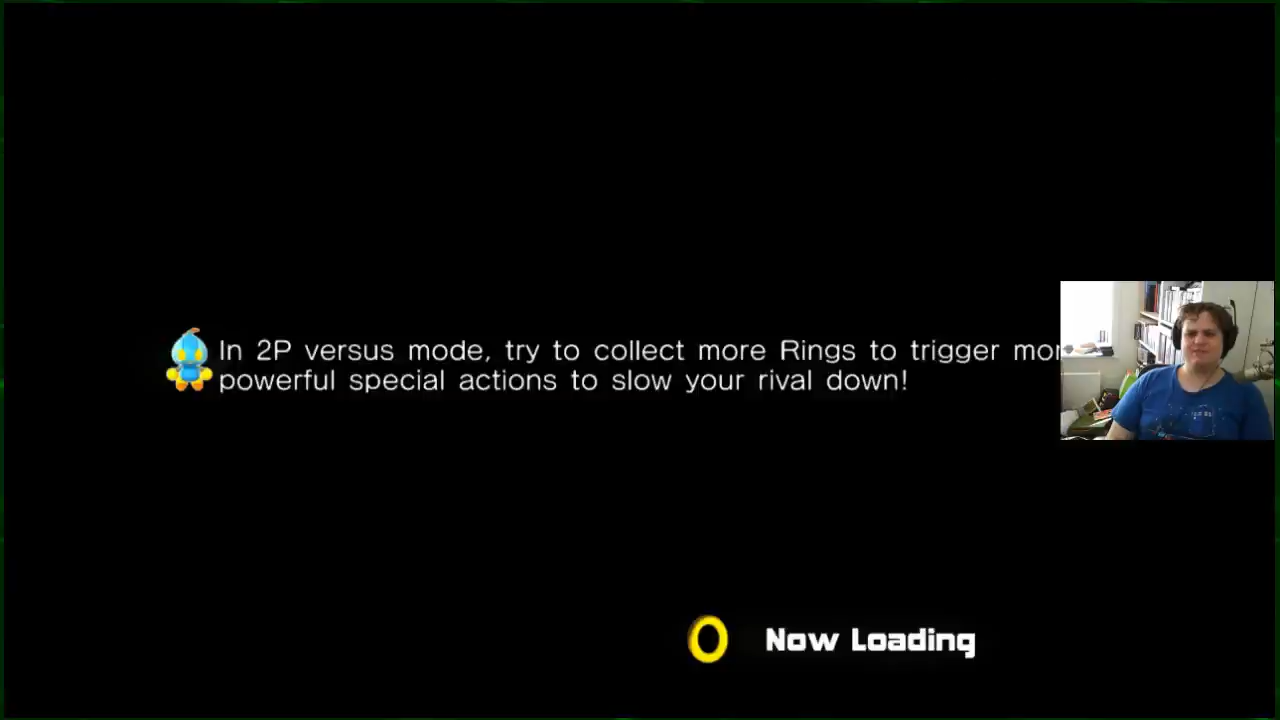 In 2P versus mode, try to collect more Rings to trigger
powerful special actions to slow your rival down!
Now Loading